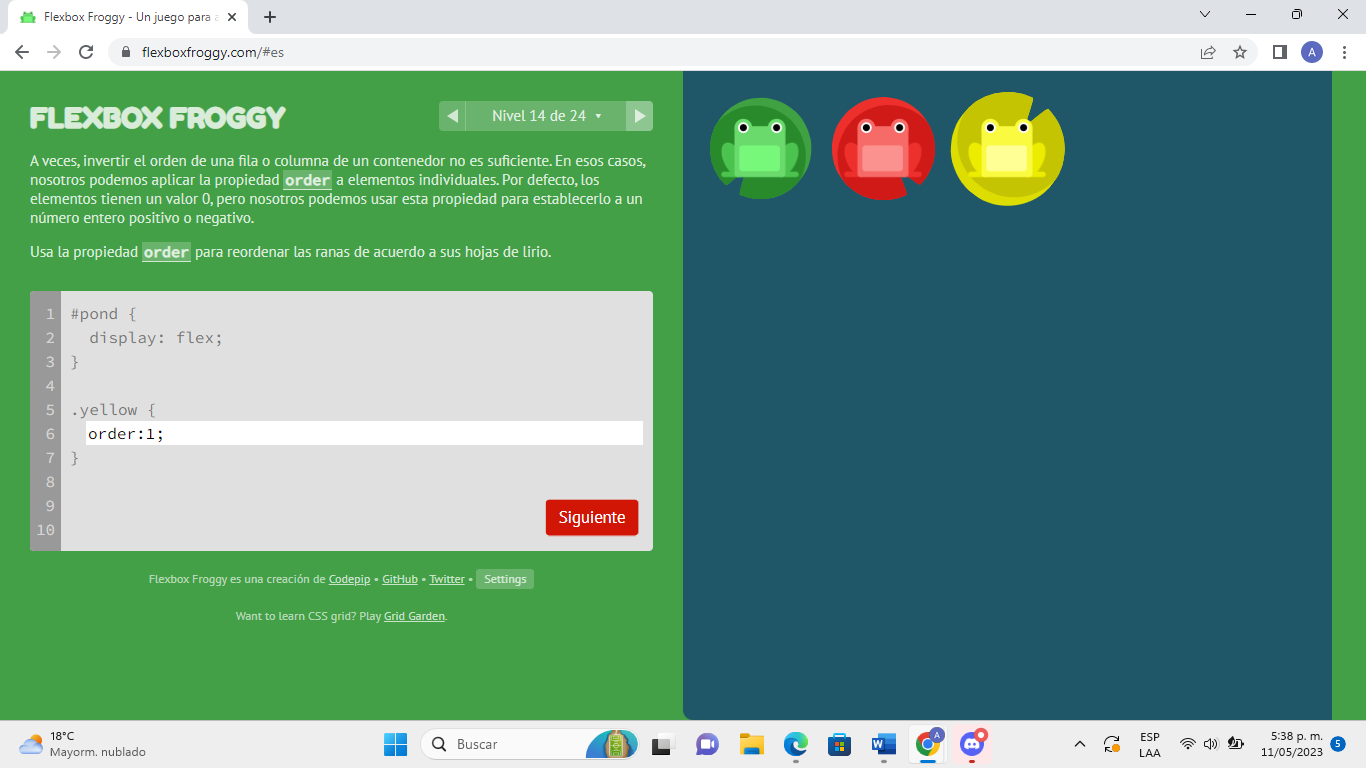 Flexbox Froggy - Un juego para a
flexboxfroggy.com/#es
A
FLEXBOX FROGGY
Nivel 14 de 24
A veces, invertir el orden de una fila o columna de un contenedor no es suficiente. En esos casos,
nosotros podemos aplicar la propiedad order a elementos individuales. Por defecto, los
elementos tienen un valor 0, pero nosotros podemos usar esta propiedad para establecerlo a un
número entero positivo o negativo.
Usa la propiedad order para reordenar las ranas de acuerdo a sus hojas de lirio.
1 #pond {
2 display: flex;
3 }
4
5 .yellow {
6 order:1;
7 }
8
9
10
Siguiente
Flexbox Froggy es una creación de Codepip • GitHub • Twitter • Settings
Want to learn CSS grid? Play Grid Garden.
18°C
Mayorm. nublado
Buscar
A
ESP
LAA
5:38 p. m.
11/05/2023
5